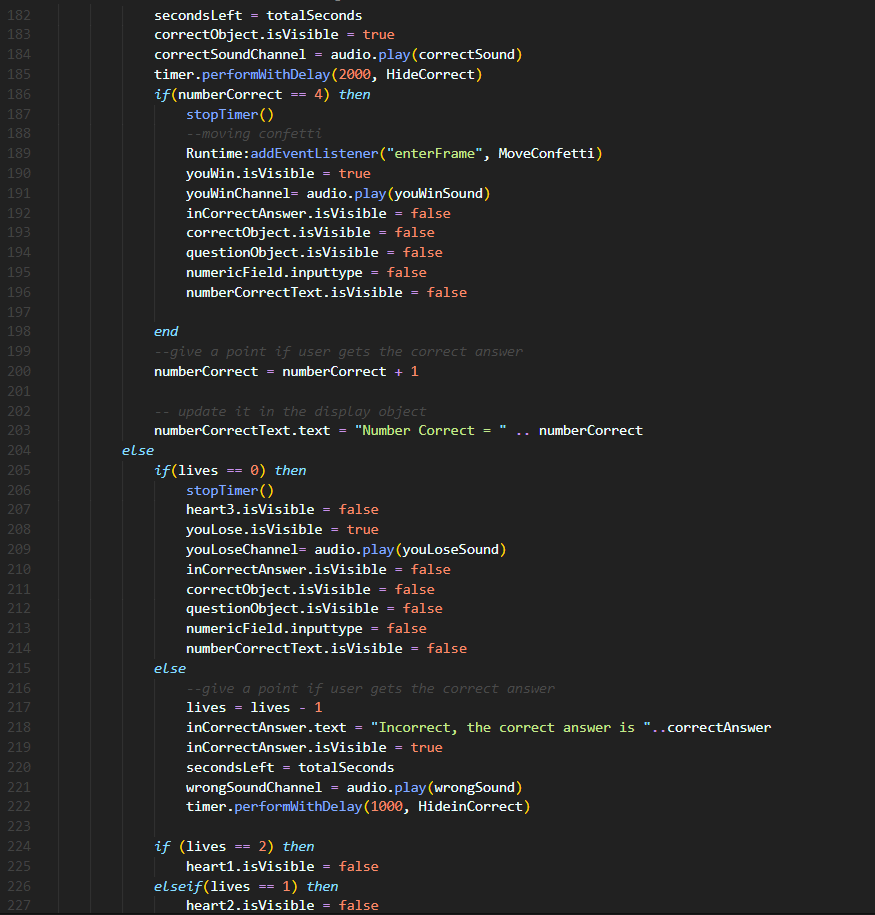 182 secondsLeft = totalSeconds
183 correctObject.isVisible = true
184 correctSoundChannel = audio.play(correctSound)
185 timer.performWithDelay(2000, HideCorrect)
186 if(numberCorrect == 4) then
187 stopTimer()
188 --moving confetti
189 Runtime:addEventListener("enterFrame", MoveConfetti)
190 youWin.isVisible = true
191 youWinChannel= audio.play(youWinSound)
192 inCorrectAnswer.isVisible = false
193 correctObject.isVisible = false
194 questionObject.isVisible = false
195 numericField.inputtype = false
196 numberCorrectText.isVisible = false
197
198 end
199 --give a point if user gets the correct answer
200 numberCorrect = numberCorrect + 1
201
202 -- update it in the display object
203 numberCorrectText.text = "Number Correct = " .. numberCorrect
204 else
205 if(lives == 0) then
206 stopTimer()
207 heart3.isVisible = false
208 youLose.isVisible = true
209 youLoseChannel= audio.play(youLoseSound)
210 inCorrectAnswer.isVisible = false
211 correctObject.isVisible = false
212 questionObject.isVisible = false
213 numericField.inputtype = false
214 numberCorrectText.isVisible = false
215 else
216 --give a point if user gets the correct answer
217 lives = lives - 1
218 inCorrectAnswer.text = "Incorrect, the correct answer is "..correctAnswer
219 inCorrectAnswer.isVisible = true
220 secondsLeft = totalSeconds
221 wrongSoundChannel = audio.play(wrongSound)
222 timer.performWithDelay(1000, HideinCorrect)
223
224 if (lives == 2) then
225 heart1.isVisible = false
226 elseif(lives == 1) then
227 heart2.isVisible = false